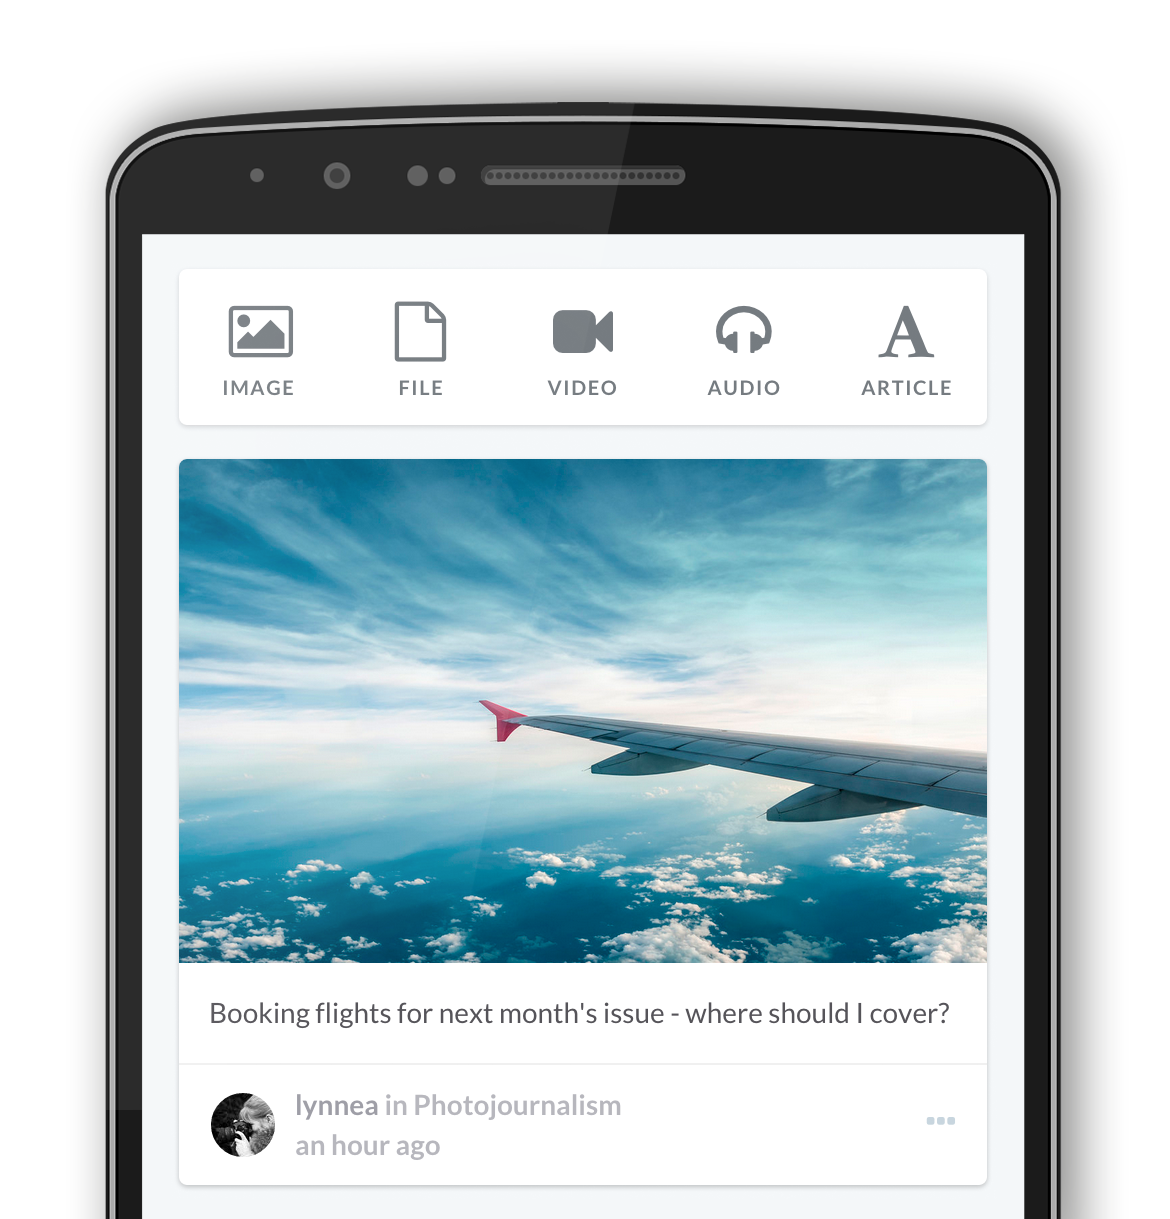 IMAGE FILE VIDEO AUDIO ARTICLE
Booking flights for next month's issue - where should I cover?
lynnea in Photojournalism
an hour ago